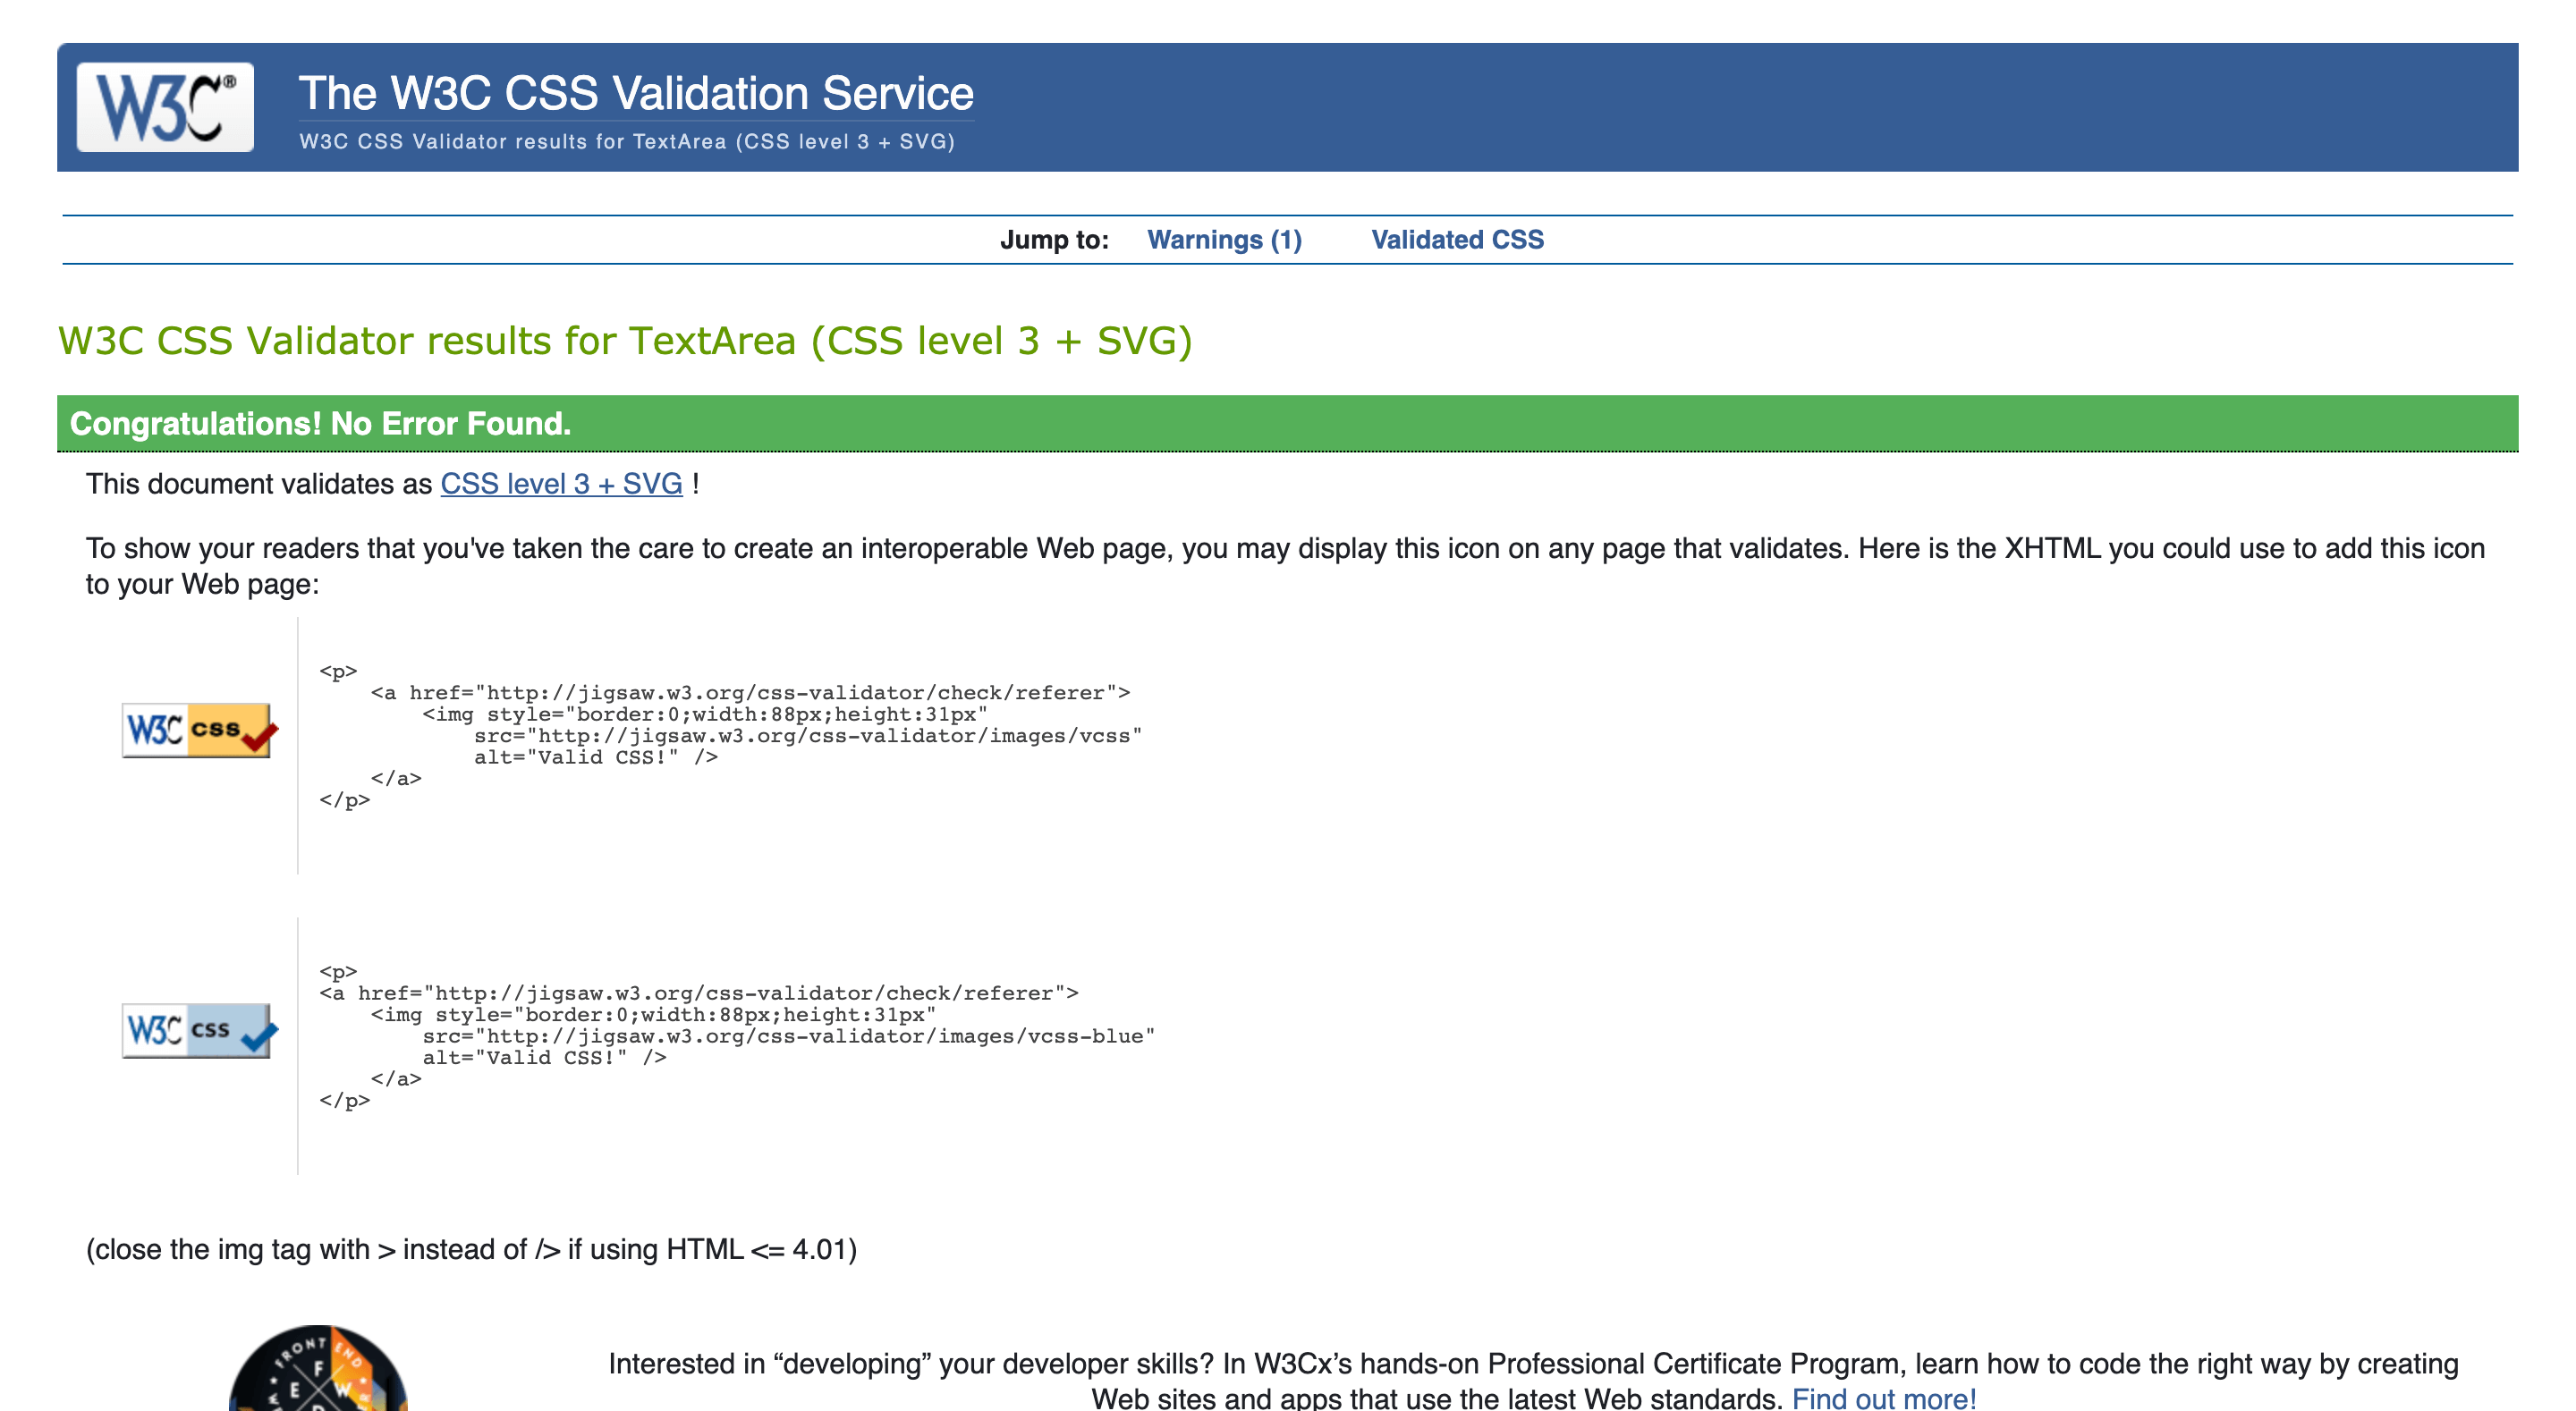 W3C®
The W3C CSS Validation Service
W3C CSS Validator results for TextArea (CSS level 3 + SVG)
Jump to: Warnings (1) Validated CSS
W3C CSS Validator results for TextArea (CSS level 3 + SVG)
Congratulations! No Error Found.
This document validates as CSS level 3 + SVG !
To show your readers that you've taken the care to create an interoperable Web page, you may display this icon on any page that validates. Here is the XHTML you could use to add this icon
to your Web page:
W3C css
<p>
    <a href="http://jigsaw.w3.org/css-validator/check/referer">
        <img style="border:0;width:88px;height:31px"
            src="http://jigsaw.w3.org/css-validator/images/vcss"
            alt="Valid CSS!" />
    </a>
</p>
W3C css
<p>
<a href="http://jigsaw.w3.org/css-validator/check/referer">
    <img style="border:0;width:88px;height:31px"
        src="http://jigsaw.w3.org/css-validator/images/vcss-blue"
        alt="Valid CSS!" />
    </a>
</p>
(close the img tag with > instead of /> if using HTML <= 4.01)
FRONT END
F
E W
Interested in “developing” your developer skills? In W3Cx’s hands-on Professional Certificate Program, learn how to code the right way by creating
Web sites and apps that use the latest Web standards. Find out more!